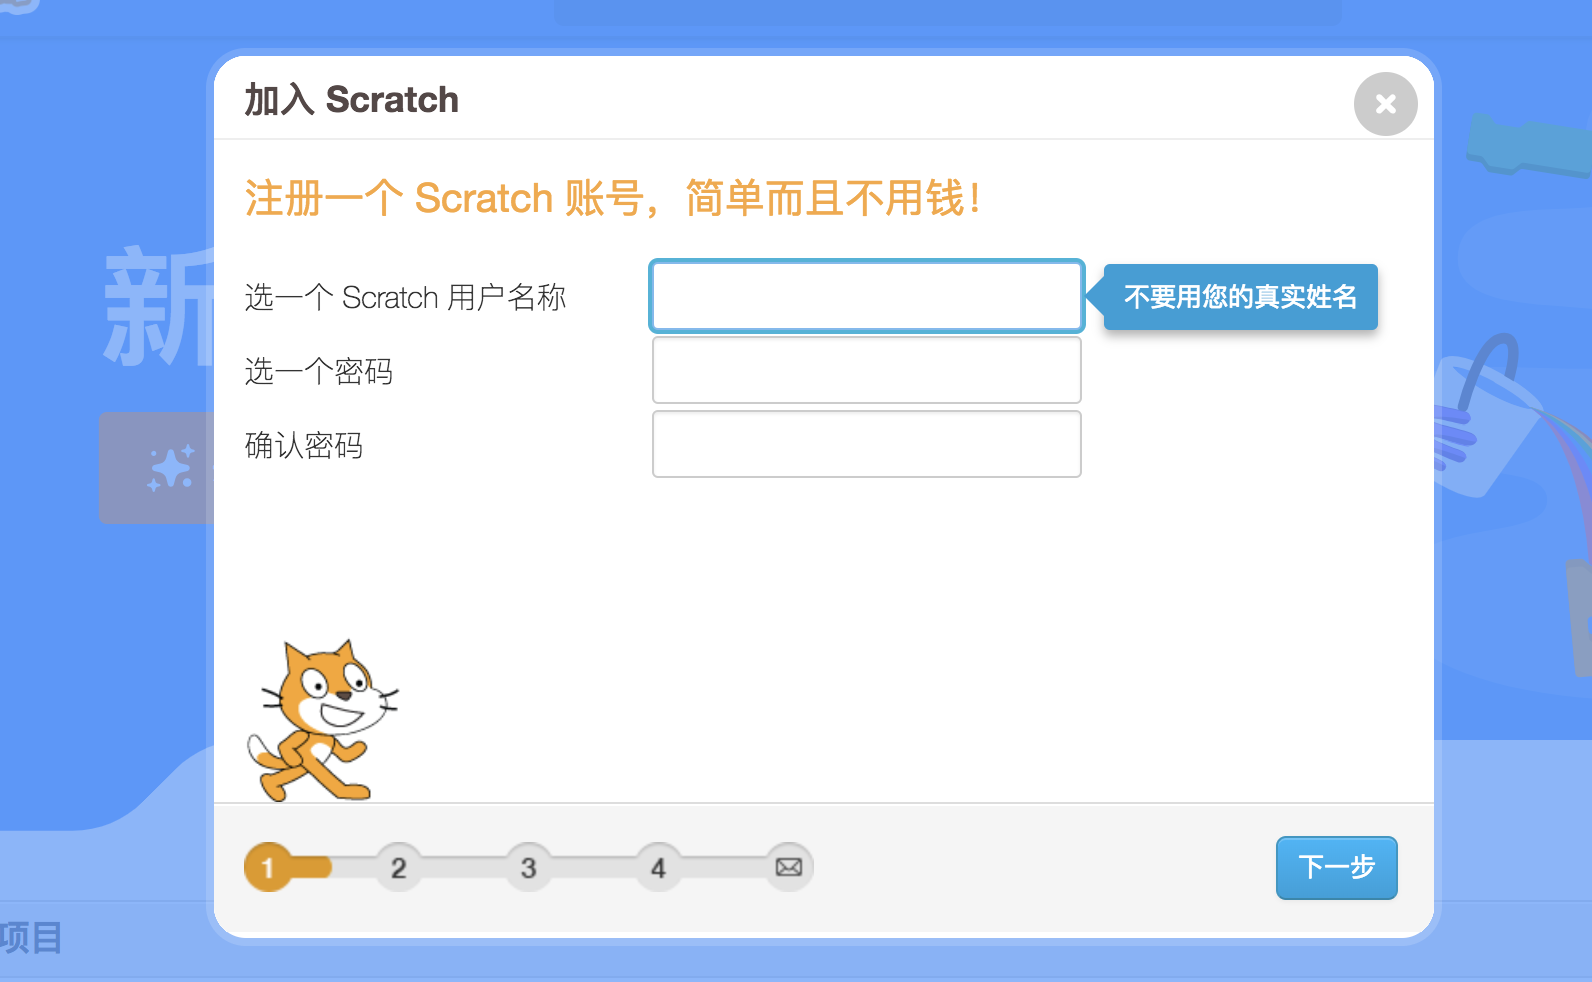 加入 Scratch
注册一个 Scratch 账号，简单而且不用钱！
选一个 Scratch 用户名称
不要用您的真实姓名
选一个密码
确认密码
新
1
2
3
4
下一步
项目